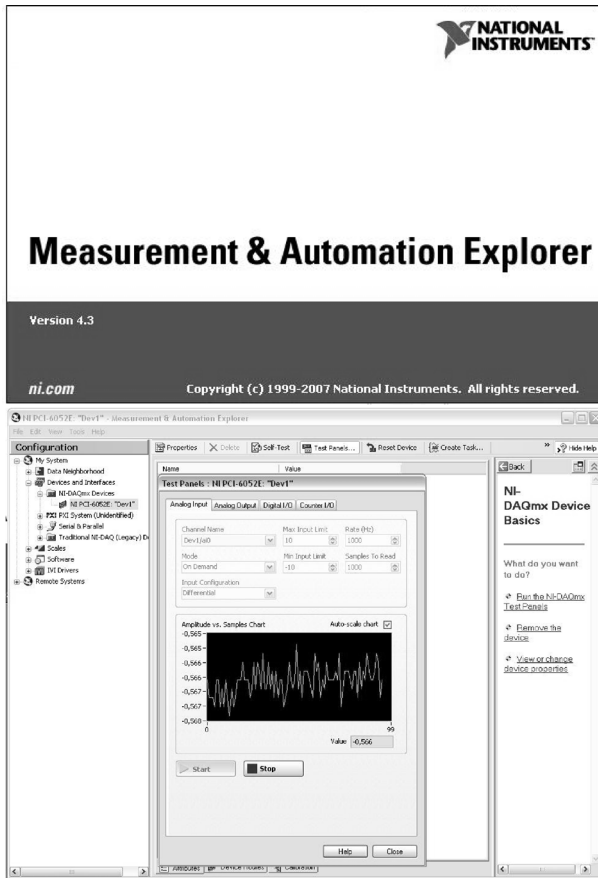 NATIONAL
INSTRUMENTS
Measurement & Automation Explorer
Version 4.3
ni.com
Copyright (c) 1999-2007 National Instruments. All rights reserved.
NI PCI-6052E: "Dev1" - Measurement & Automation Explorer
File Edit View Tools Help
Configuration
My System
Data Neighborhood
Devices and Interfaces
NI-DAQmx Devices
NI PCI-6052E: "Dev1"
PXI PXI System (Unidentified)
Serial & Parallel
Traditional NI-DAQ (Legacy) D
Scales
Software
IVI Drivers
Remote Systems
Properties Delete Self-Test Test Panels... Reset Device Create Task... » Hide Help
Name Value
Test Panels : NI PCI-6052E: "Dev1"
Analog Input Analog Output Digital I/O Counter I/O
Channel Name Max Input Limit Rate (Hz)
Dev1/ai0 10 1000
Mode Min Input Limit Samples To Read
On Demand -10 1000
Input Configuration
Differential
Amplitude vs. Samples Chart Auto-scale chart
-0,565
-0,565
-0,566
-0,566
-0,567
-0,567
-0,568
0 99
Value -0,566
Start Stop
Help Close
Attributes Device Routes Calibration
Back
NI-
DAQmx Device
Basics
What do you want
to do?
Run the NI-DAQmx
Test Panels
Remove the
device
View or change
device properties